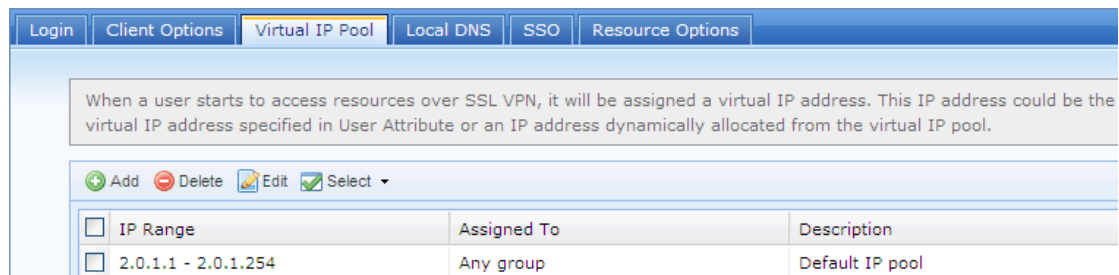 Login Client Options Virtual IP Pool Local DNS SSO Resource Options
When a user starts to access resources over SSL VPN, it will be assigned a virtual IP address. This IP address could be the
virtual IP address specified in User Attribute or an IP address dynamically allocated from the virtual IP pool.
Add Delete Edit Select
IP Range Assigned To Description
2.0.1.1 - 2.0.1.254 Any group Default IP pool